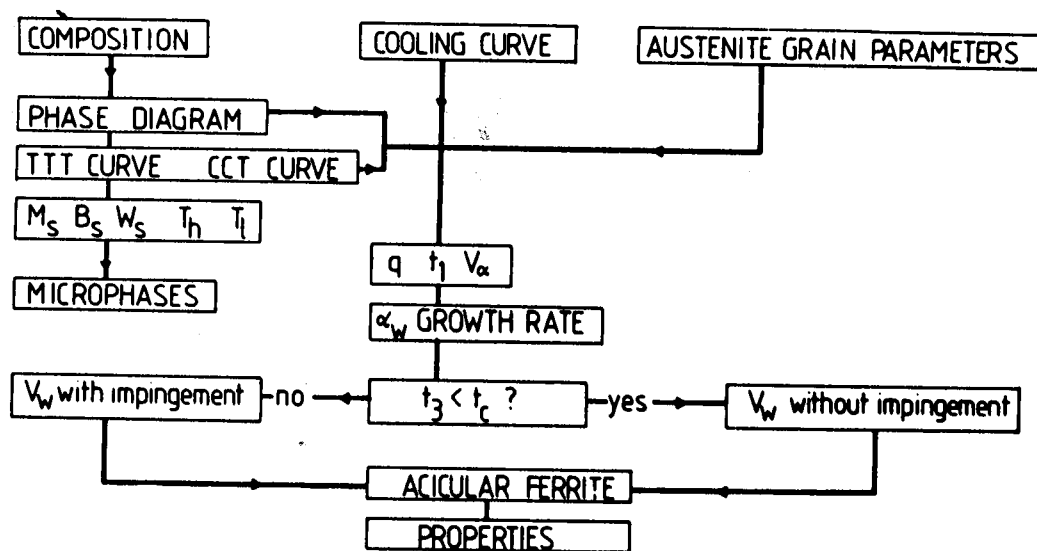 COMPOSITION
COOLING CURVE
AUSTENITE GRAIN PARAMETERS
PHASE DIAGRAM
TTT CURVE CCT CURVE
Ms Bs Ws Th Tl
q t1 Vα
MICROPHASES
αw GROWTH RATE
Vw with impingement
no
t3 < tc ?
yes
Vw without impingement
ACICULAR FERRITE
PROPERTIES